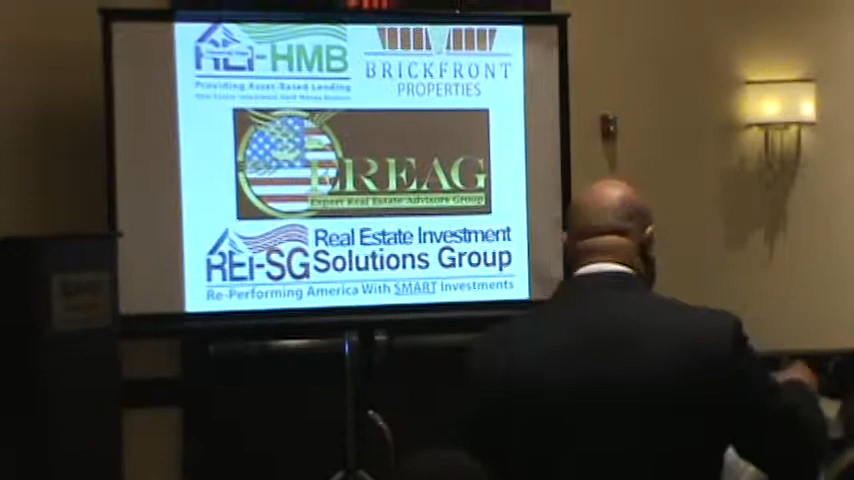 REI-HMB
Providing Asset-Based Lending
BRICKFRONT
PROPERTIES
EREAG
Expert Real Estate Advisors Group
REI-SG Real Estate Investment
Solutions Group
Re-Performing America With SMART Investments